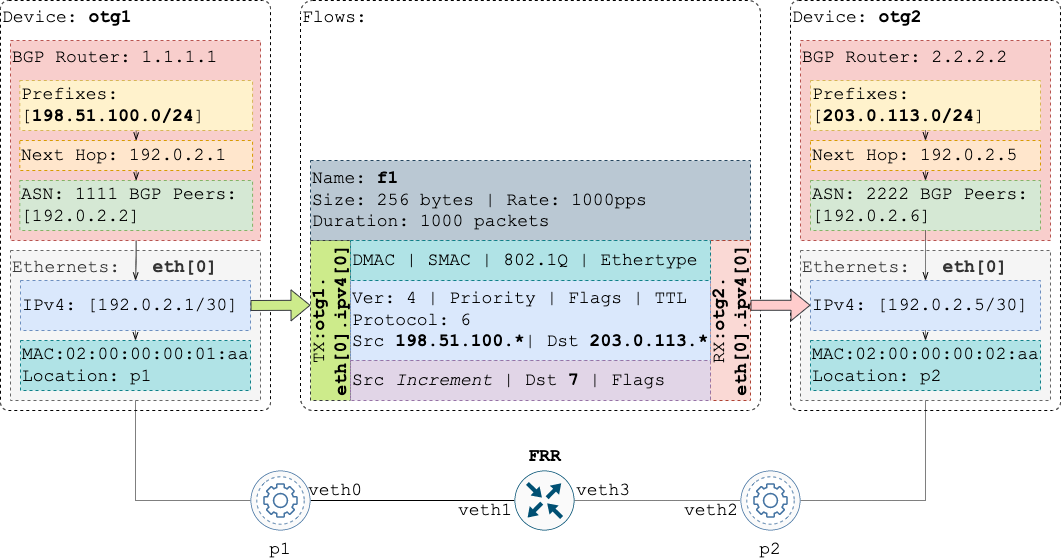 Device: otg1
BGP Router: 1.1.1.1
Prefixes:
[198.51.100.0/24]
Next Hop: 192.0.2.1
ASN: 1111 BGP Peers:
[192.0.2.2]
Ethernets: eth[0]
IPv4: [192.0.2.1/30]
MAC:02:00:00:00:01:aa
Location: p1
Flows:
Name: f1
Size: 256 bytes | Rate: 1000pps
Duration: 1000 packets
TX:otg1.
eth[0].ipv4[0]
DMAC | SMAC | 802.1Q | Ethertype
Ver: 4 | Priority | Flags | TTL
Protocol: 6
Src 198.51.100.*| Dst 203.0.113.*
Src Increment | Dst 7 | Flags
RX:otg2.
eth[0].ipv4[0]
Device: otg2
BGP Router: 2.2.2.2
Prefixes:
[203.0.113.0/24]
Next Hop: 192.0.2.5
ASN: 2222 BGP Peers:
[192.0.2.6]
Ethernets: eth[0]
IPv4: [192.0.2.5/30]
MAC:02:00:00:00:02:aa
Location: p2
FRR
veth0
veth1
veth3
veth2
p1
p2